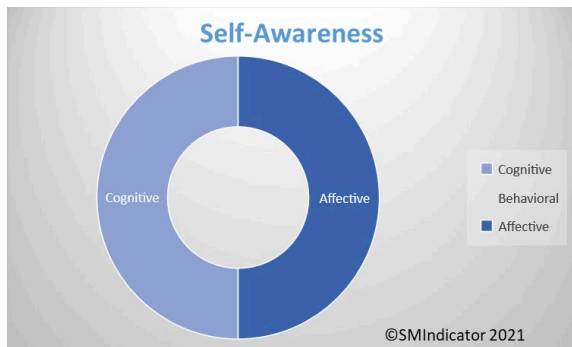 Self-Awareness
Cognitive
Affective
Cognitive
Behavioral
Affective
©SMIndicator 2021